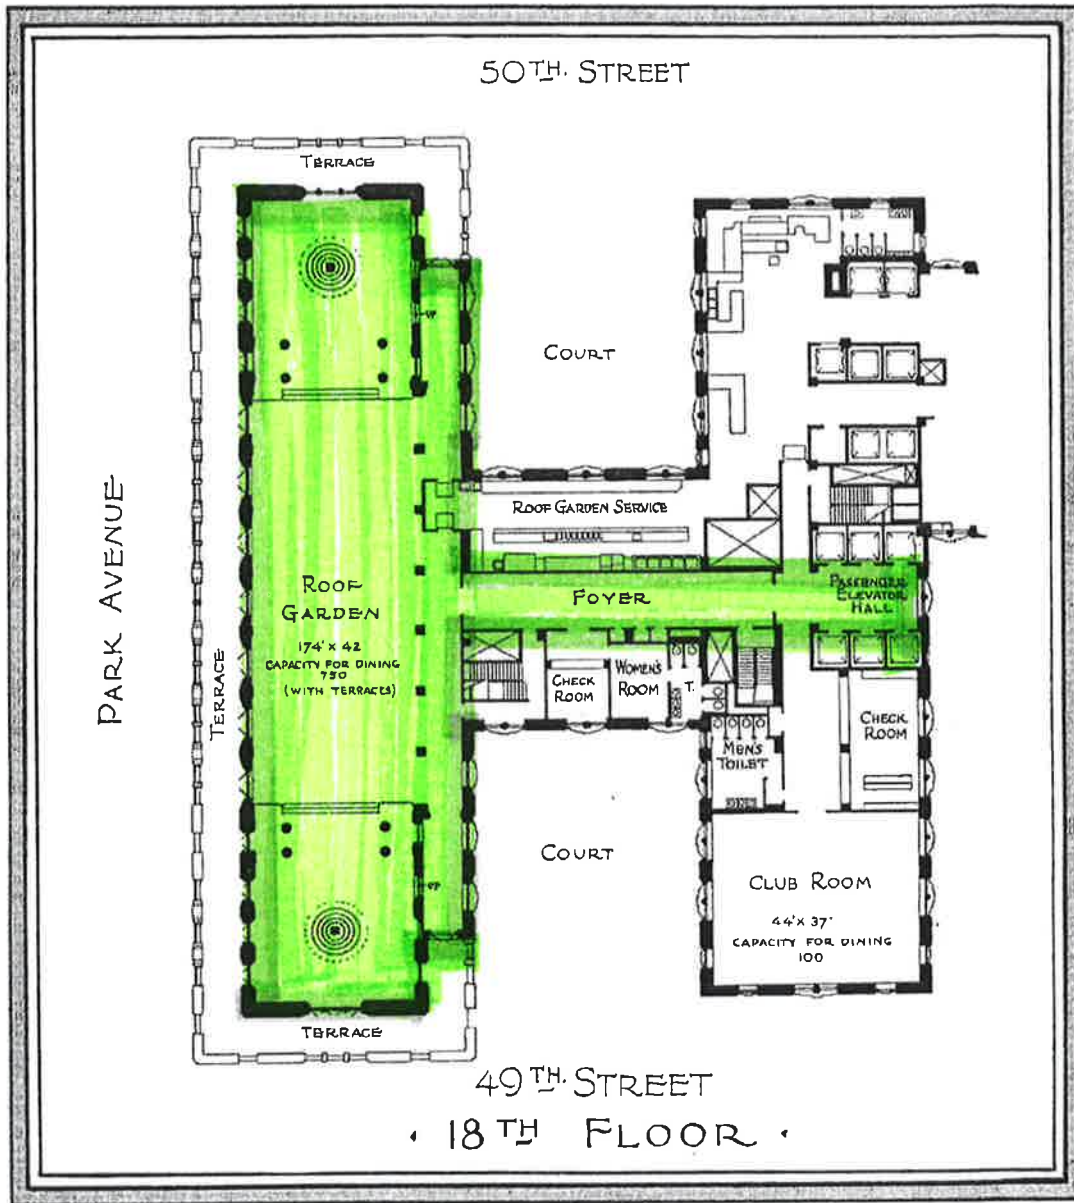 50TH. STREET
TERRACE
COURT
UP
ROOF GARDEN SERVICE
PARK AVENUE
TERRACE
ROOF
GARDEN
174' x 42
CAPACITY FOR DINING
750
(WITH TERRACES)
FOYER
PASSENGER
ELEVATOR
HALL
CHECK
ROOM
WOMEN'S
ROOM
T.
MEN'S
TOILET
CHECK
ROOM
COURT
UP
CLUB ROOM
44' x 37'
CAPACITY FOR DINING
100
TERRACE
49TH. STREET
· 18TH FLOOR ·